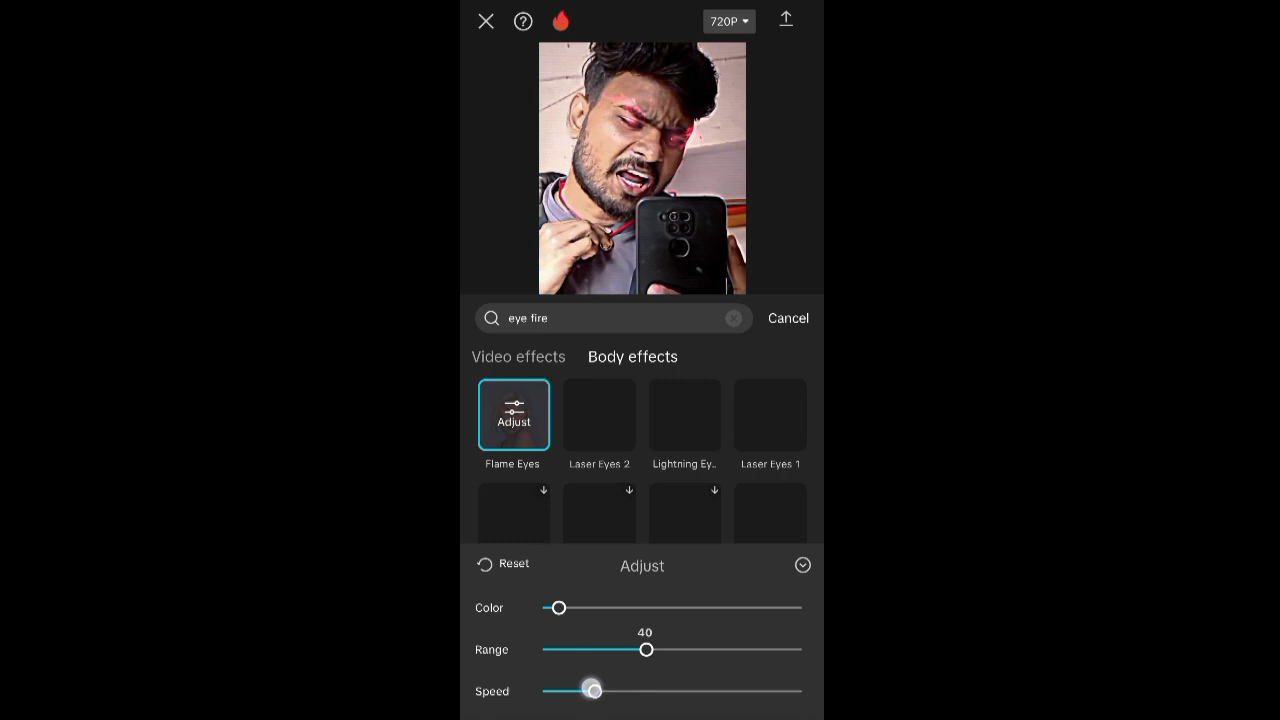 720P
eye fire
Cancel
Video effects Body effects
Adjust
Flame Eyes Laser Eyes 2 Lightning Ey.. Laser Eyes 1
Reset Adjust
Color
40
Range
Speed